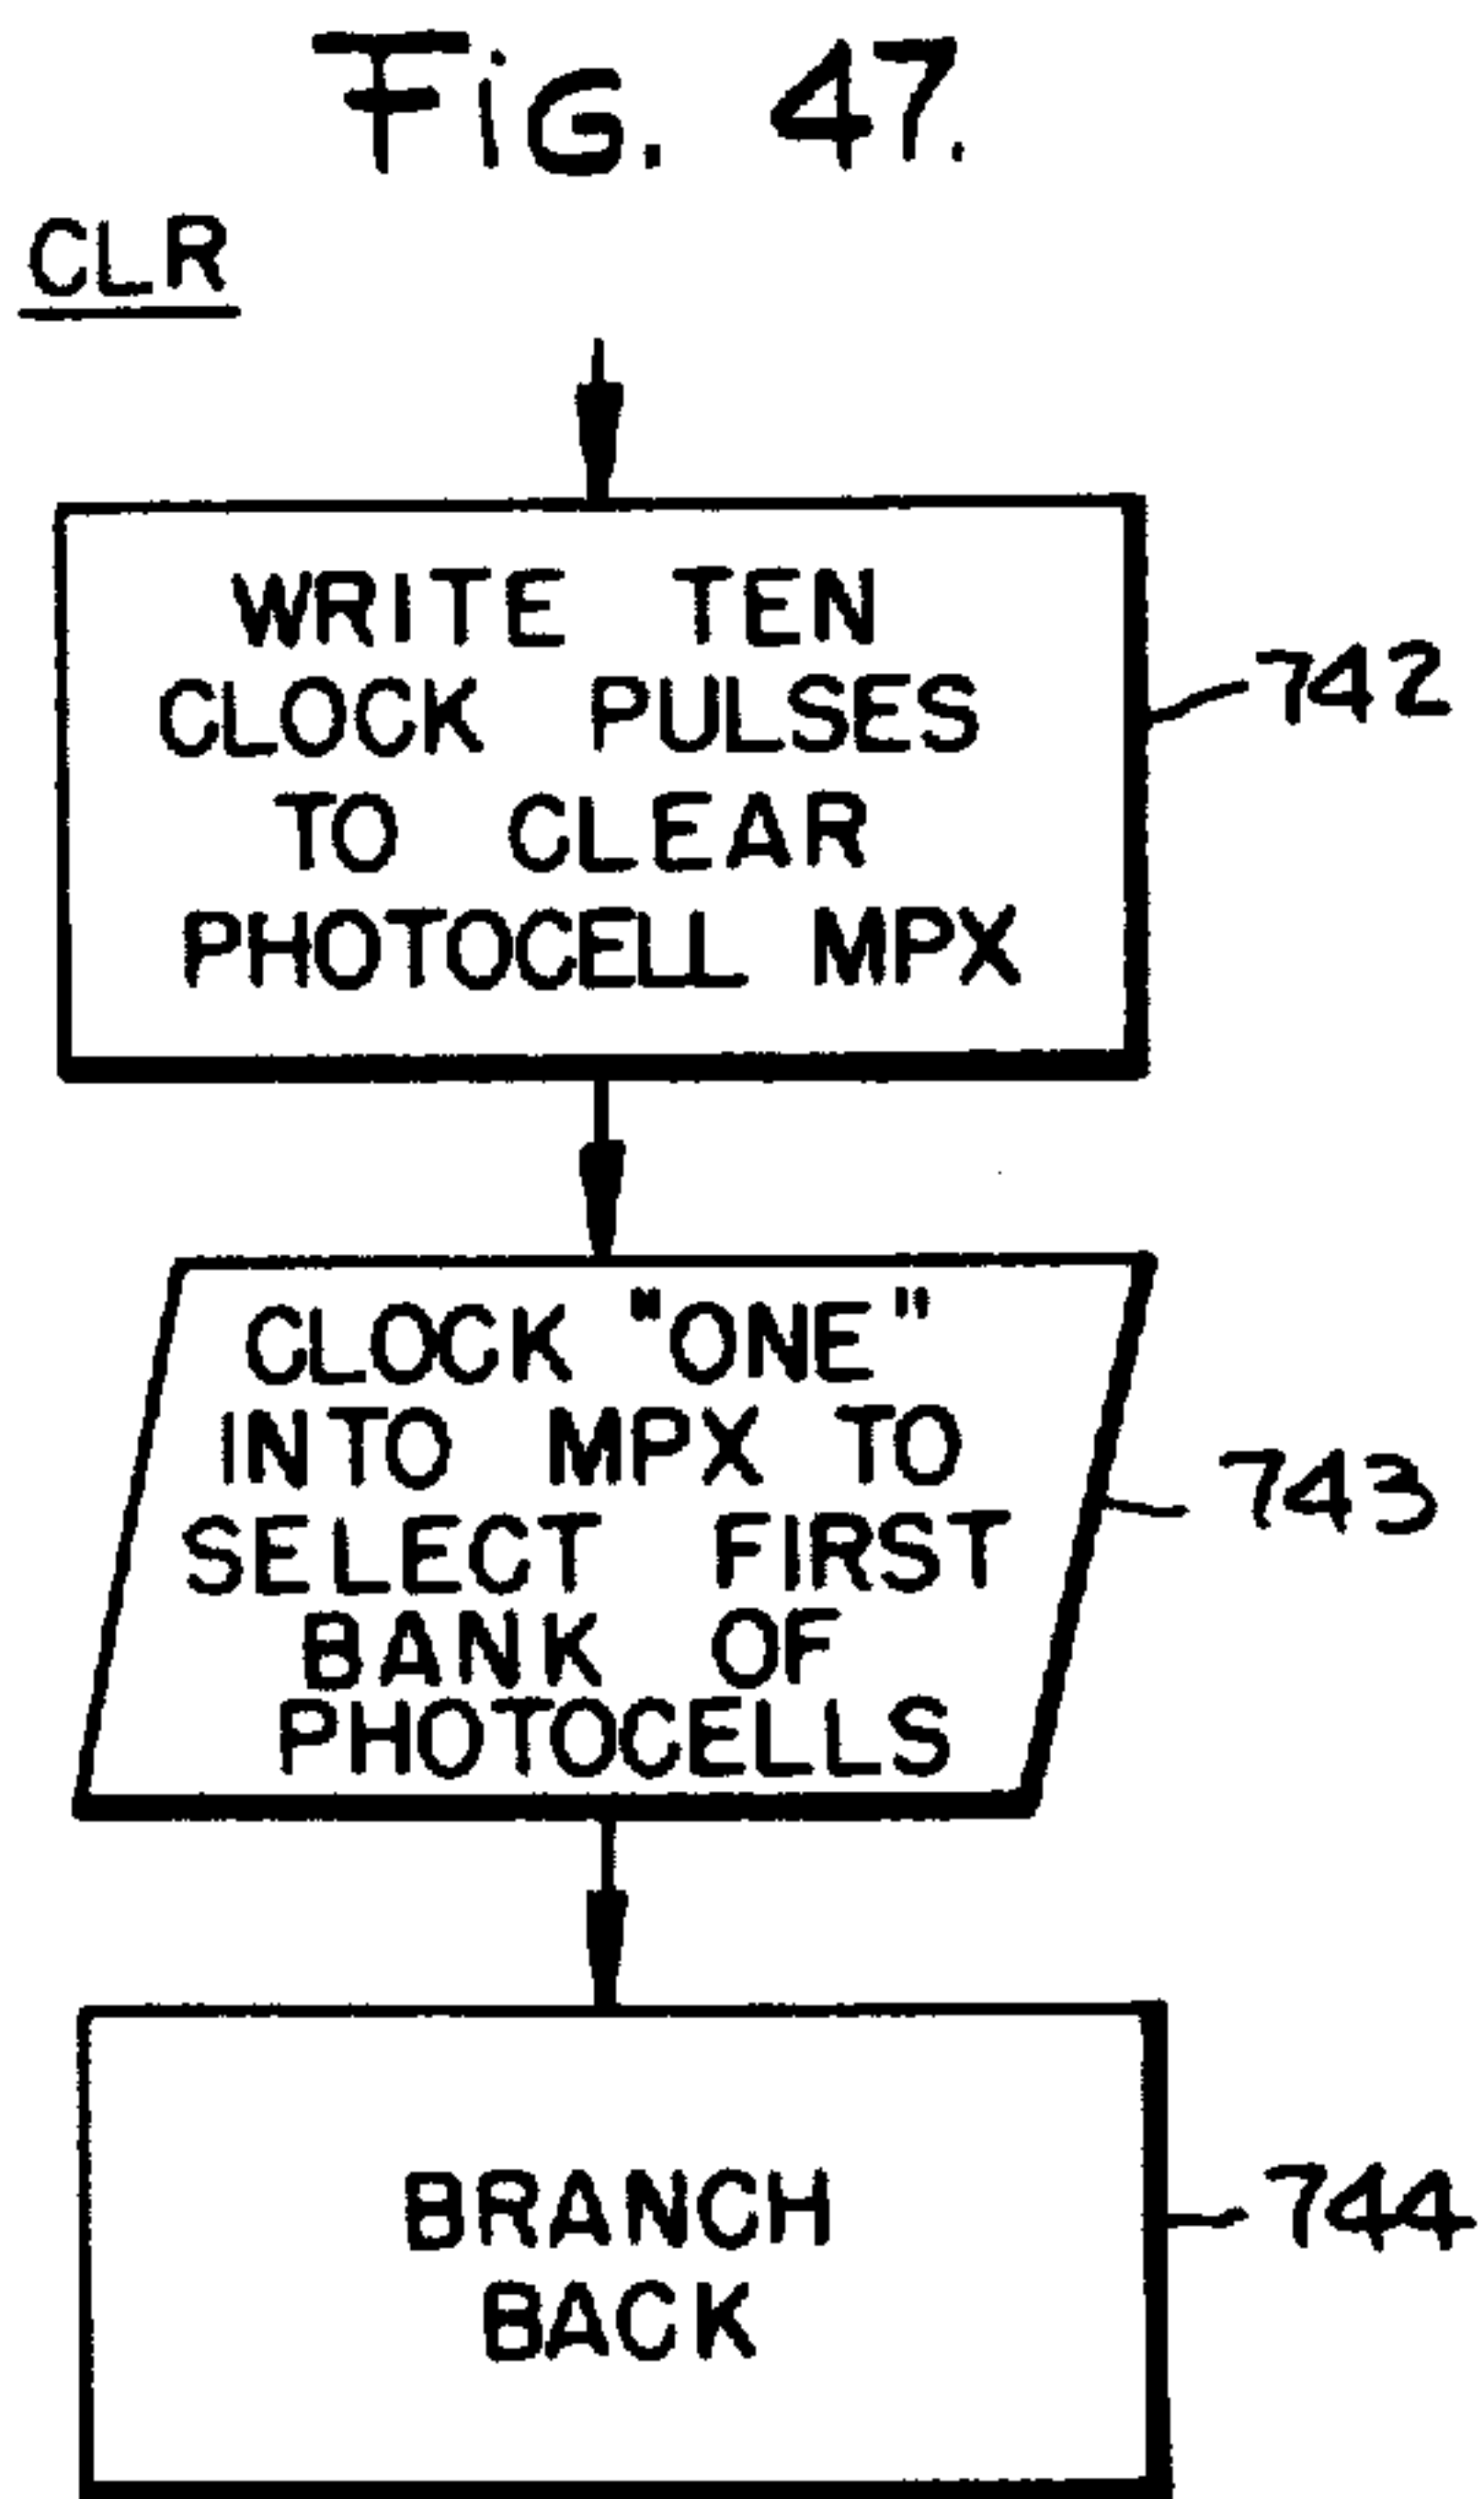 FiG. 47.
CLR
WRITE TEN
CLOCK PULSES
TO CLEAR
PHOTOCELL MPX
742
CLOCK "ONE"
INTO MPX TO
SELECT FIRST
BANK OF
PHOTOCELLS
743
BRANCH
BACK
744